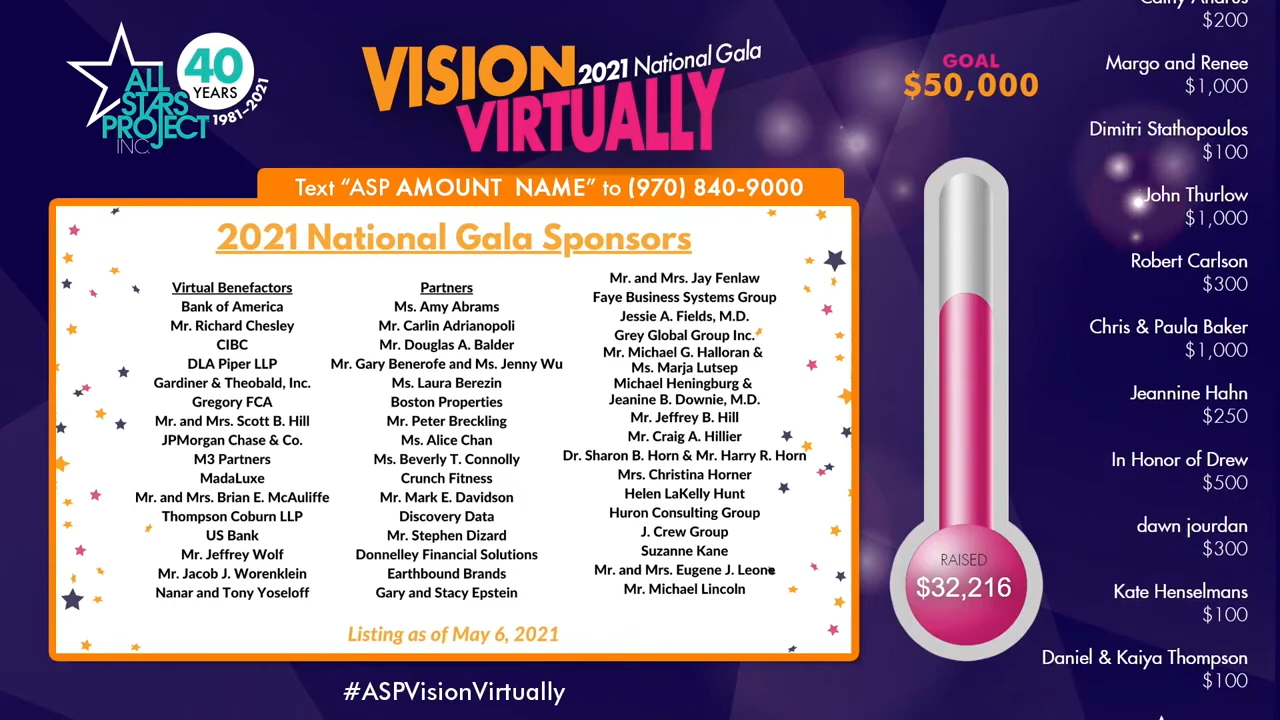 ALL
STARS
PROJECT
INC.
40
YEARS
1981-2021
VISION
2021 National Gala
VIRTUALLY
GOAL
$50,000
Text “ASP AMOUNT NAME” to (970) 840-9000
2021 National Gala Sponsors
Virtual Benefactors
Bank of America
Mr. Richard Chesley
CIBC
DLA Piper LLP
Gardiner & Theobald, Inc.
Gregory FCA
Mr. and Mrs. Scott B. Hill
JPMorgan Chase & Co.
M3 Partners
MadaLuxe
Mr. and Mrs. Brian E. McAuliffe
Thompson Coburn LLP
US Bank
Mr. Jeffrey Wolf
Mr. Jacob J. Worenklein
Nanar and Tony Yoseloff
Partners
Ms. Amy Abrams
Mr. Carlin Adrianopoli
Mr. Douglas A. Balder
Mr. Gary Benerofe and Ms. Jenny Wu
Ms. Laura Berezin
Boston Properties
Mr. Peter Breckling
Ms. Alice Chan
Ms. Beverly T. Connolly
Crunch Fitness
Mr. Mark E. Davidson
Discovery Data
Mr. Stephen Dizard
Donnelley Financial Solutions
Earthbound Brands
Gary and Stacy Epstein
Mr. and Mrs. Jay Fenlaw
Faye Business Systems Group
Jessie A. Fields, M.D.
Grey Global Group Inc.
Mr. Michael G. Halloran &
Ms. Marja Lutsep
Michael Heningburg &
Jeanine B. Downie, M.D.
Mr. Jeffrey B. Hill
Mr. Craig A. Hillier
Dr. Sharon B. Horn & Mr. Harry R. Horn
Mrs. Christina Horner
Helen LaKelly Hunt
Huron Consulting Group
J. Crew Group
Suzanne Kane
Mr. and Mrs. Eugene J. Leone
Mr. Michael Lincoln
Listing as of May 6, 2021
#ASPVisionVirtually
RAISED
$32,216
$200
Margo and Renee
$1,000
Dimitri Stathopoulos
$100
John Thurlow
$1,000
Robert Carlson
$300
Chris & Paula Baker
$1,000
Jeannine Hahn
$250
In Honor of Drew
$500
dawn jourdan
$300
Kate Henselmans
$100
Daniel & Kaiya Thompson
$100